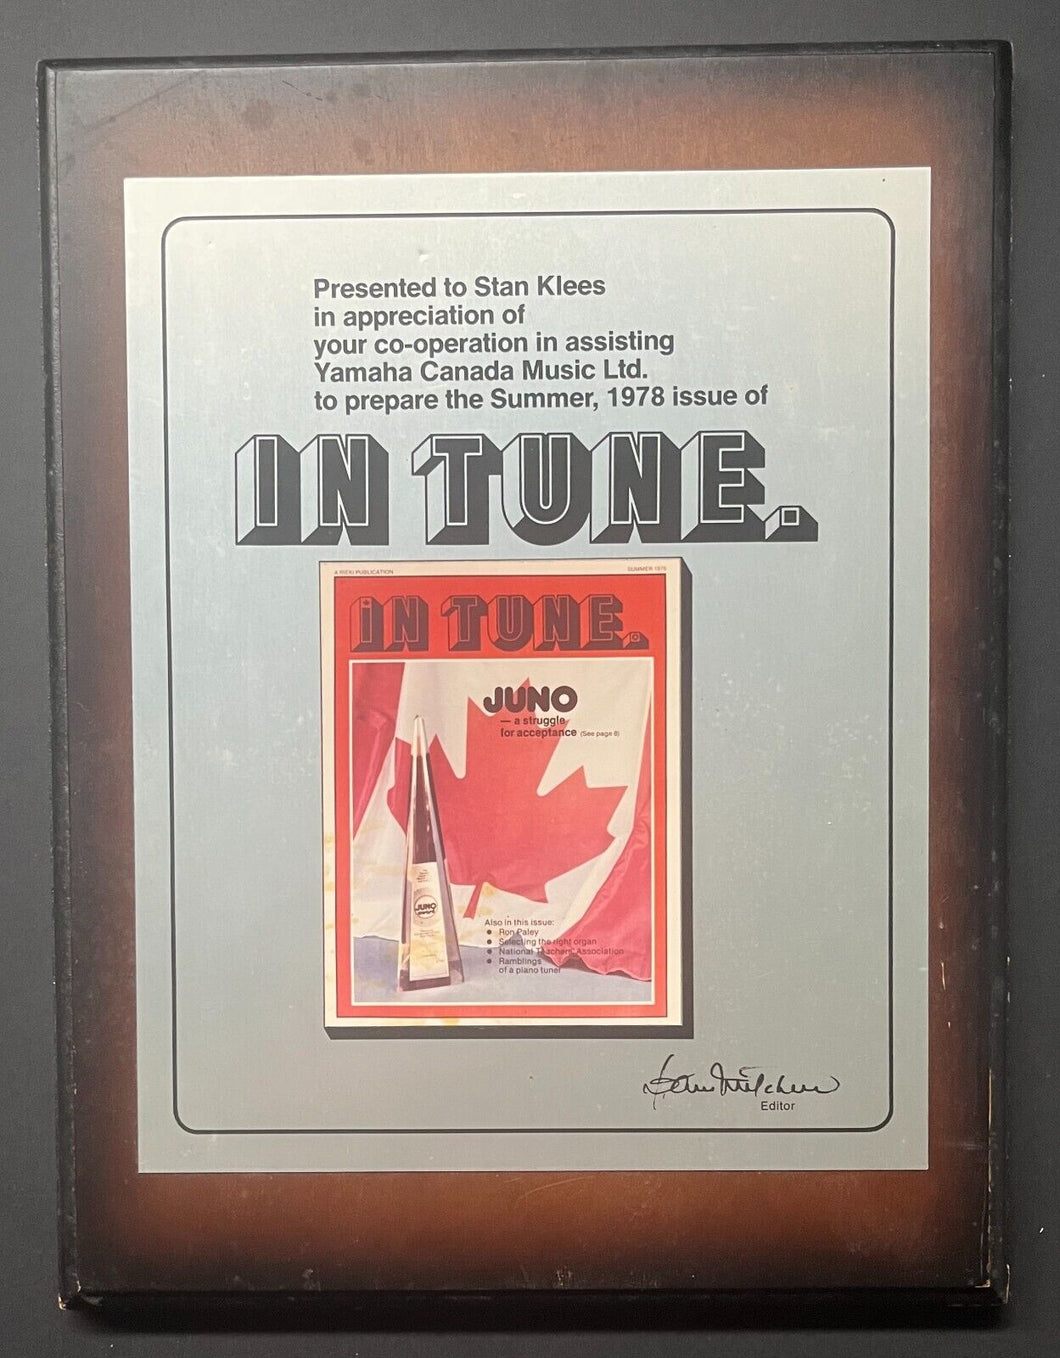 Presented to Stan Klees
in appreciation of
your co-operation in assisting
Yamaha Canada Music Ltd.
to prepare the Summer, 1978 issue of
IN TUNE.
SUMMER 1978
IN TUNE.
JUNO
— a struggle
for acceptance (See page 8)
JUNO
award
Also in this issue:
● Ron Paley
● Selecting the right organ
● National Teachers' Association
● Ramblings
of a piano tuner
Editor